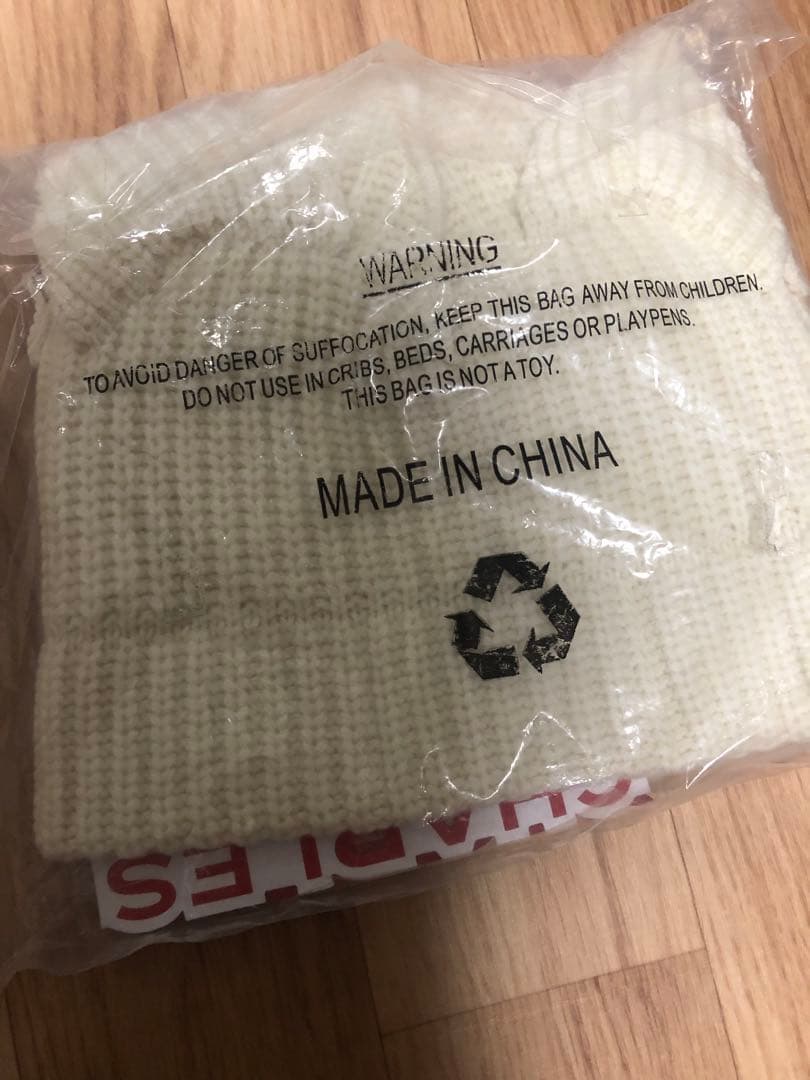 WARNING
TO AVOID DANGER OF SUFFOCATION, KEEP THIS BAG AWAY FROM CHILDREN.
DO NOT USE IN CRIBS, BEDS, CARRIAGES OR PLAYPENS.
THIS BAG IS NOT A TOY.
MADE IN CHINA
CHARLES